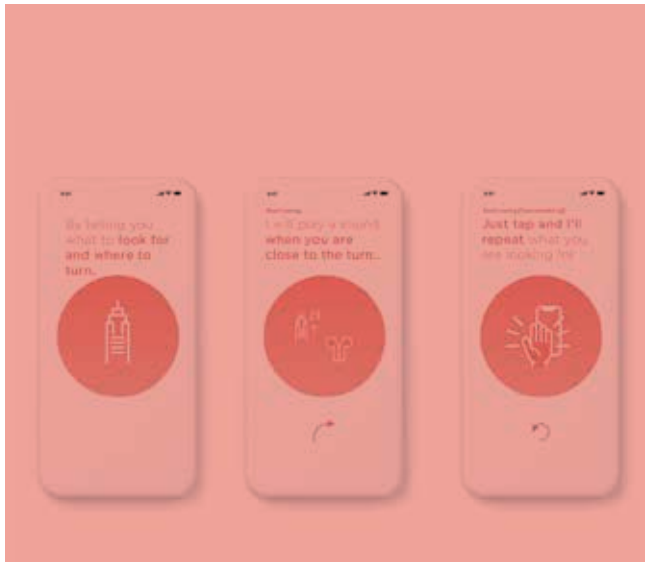 By telling you
what to look for
and where to
turn.
I will play a sound
when you are
close to the turn...
Just tap and I'll
repeat what you
are looking for